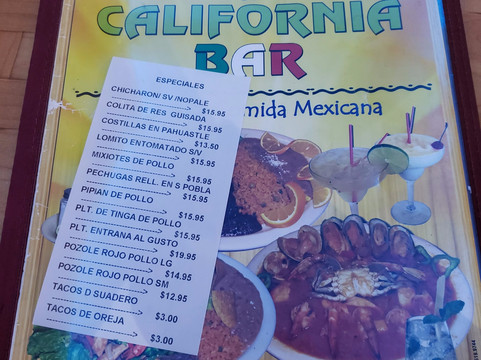 CALIFORNIA
BAR
Comida Mexicana
ESPECIALES
CHICHARON/ SV /NOPALE
-------------------> $15.95
COLITA DE RES GUISADA
-------------------> $15.95
COSTILLAS EN PAHUASTLE
-------------------> $13.50
LOMITO ENTOMATADO S/V
-------------------> $15.95
MIXIOTES DE POLLO
-------------------> $15.95
PECHUGAS RELL. EN S POBLA
-------------------> $15.95
PIPIAN DE POLLO
-------------------> $15.95
PLT. DE TINGA DE POLLO
-------------------> $15.95
PLT. ENTRANA AL GUSTO
-------------------> $19.95
POZOLE ROJO POLLO LG
-------------------> $14.95
POZOLE ROJO POLLO SM
-------------------> $12.95
TACOS D SUADERO
-------------------> $3.00
TACOS DE OREJA
-------------------> $3.00